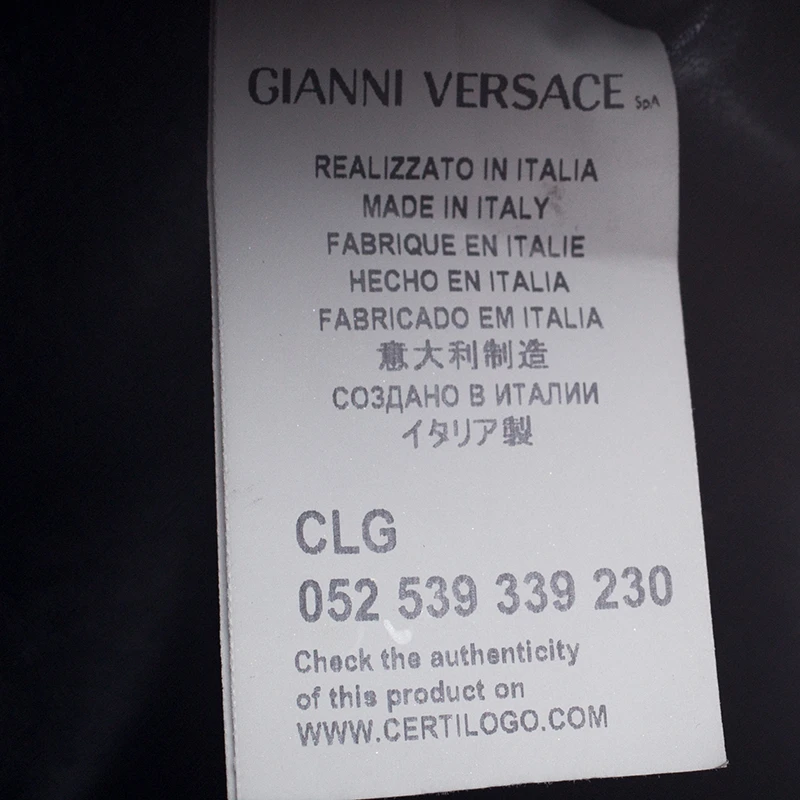 GIANNI VERSACE SpA
REALIZZATO IN ITALIA
MADE IN ITALY
FABRIQUE EN ITALIE
HECHO EN ITALIA
FABRICADO EM ITALIA
意大利制造
СОЗДАНО В ИТАЛИИ
イタリア製
CLG
052 539 339 230
Check the authenticity
of this product on
WWW.CERTILOGO.COM